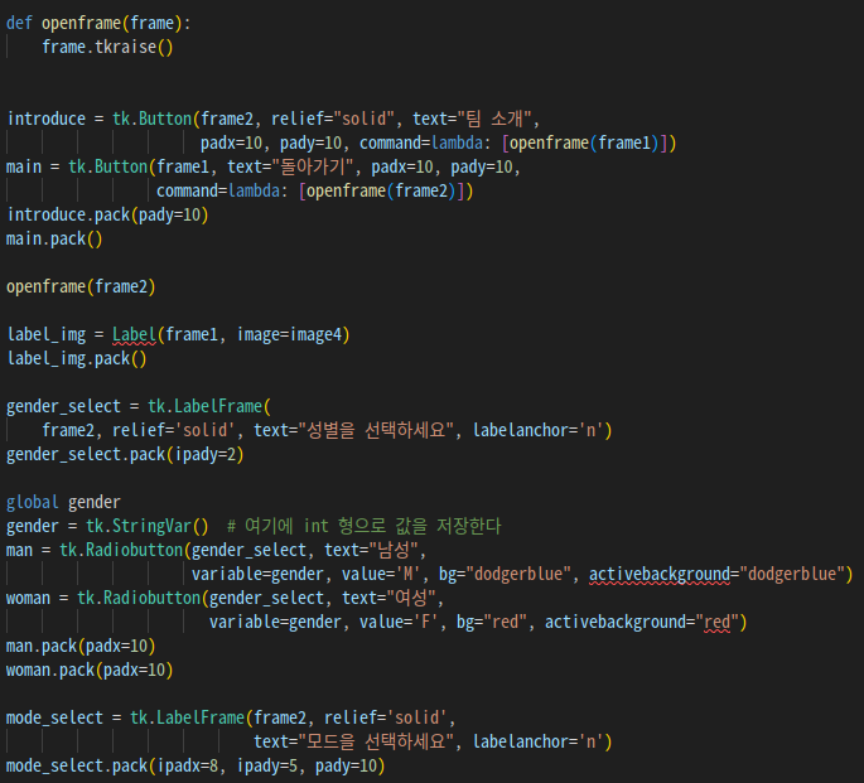 def openframe(frame):
    frame.tkraise()
introduce = tk.Button(frame2, relief="solid", text="팀 소개",
                      padx=10, pady=10, command=lambda: [openframe(frame1)])
main = tk.Button(frame1, text="돌아가기", padx=10, pady=10,
                 command=lambda: [openframe(frame2)])
introduce.pack(pady=10)
main.pack()
openframe(frame2)
label_img = Label(frame1, image=image4)
label_img.pack()
gender_select = tk.LabelFrame(
    frame2, relief='solid', text="성별을 선택하세요", labelanchor='n')
gender_select.pack(ipady=2)
global gender
gender = tk.StringVar()  # 여기에 int 형으로 값을 저장한다
man = tk.Radiobutton(gender_select, text="남성",
                     variable=gender, value='M', bg="dodgerblue", activebackground="dodgerblue")
woman = tk.Radiobutton(gender_select, text="여성",
                       variable=gender, value='F', bg="red", activebackground="red")
man.pack(padx=10)
woman.pack(padx=10)
mode_select = tk.LabelFrame(frame2, relief='solid',
                            text="모드을 선택하세요", labelanchor='n')
mode_select.pack(ipadx=8, ipady=5, pady=10)